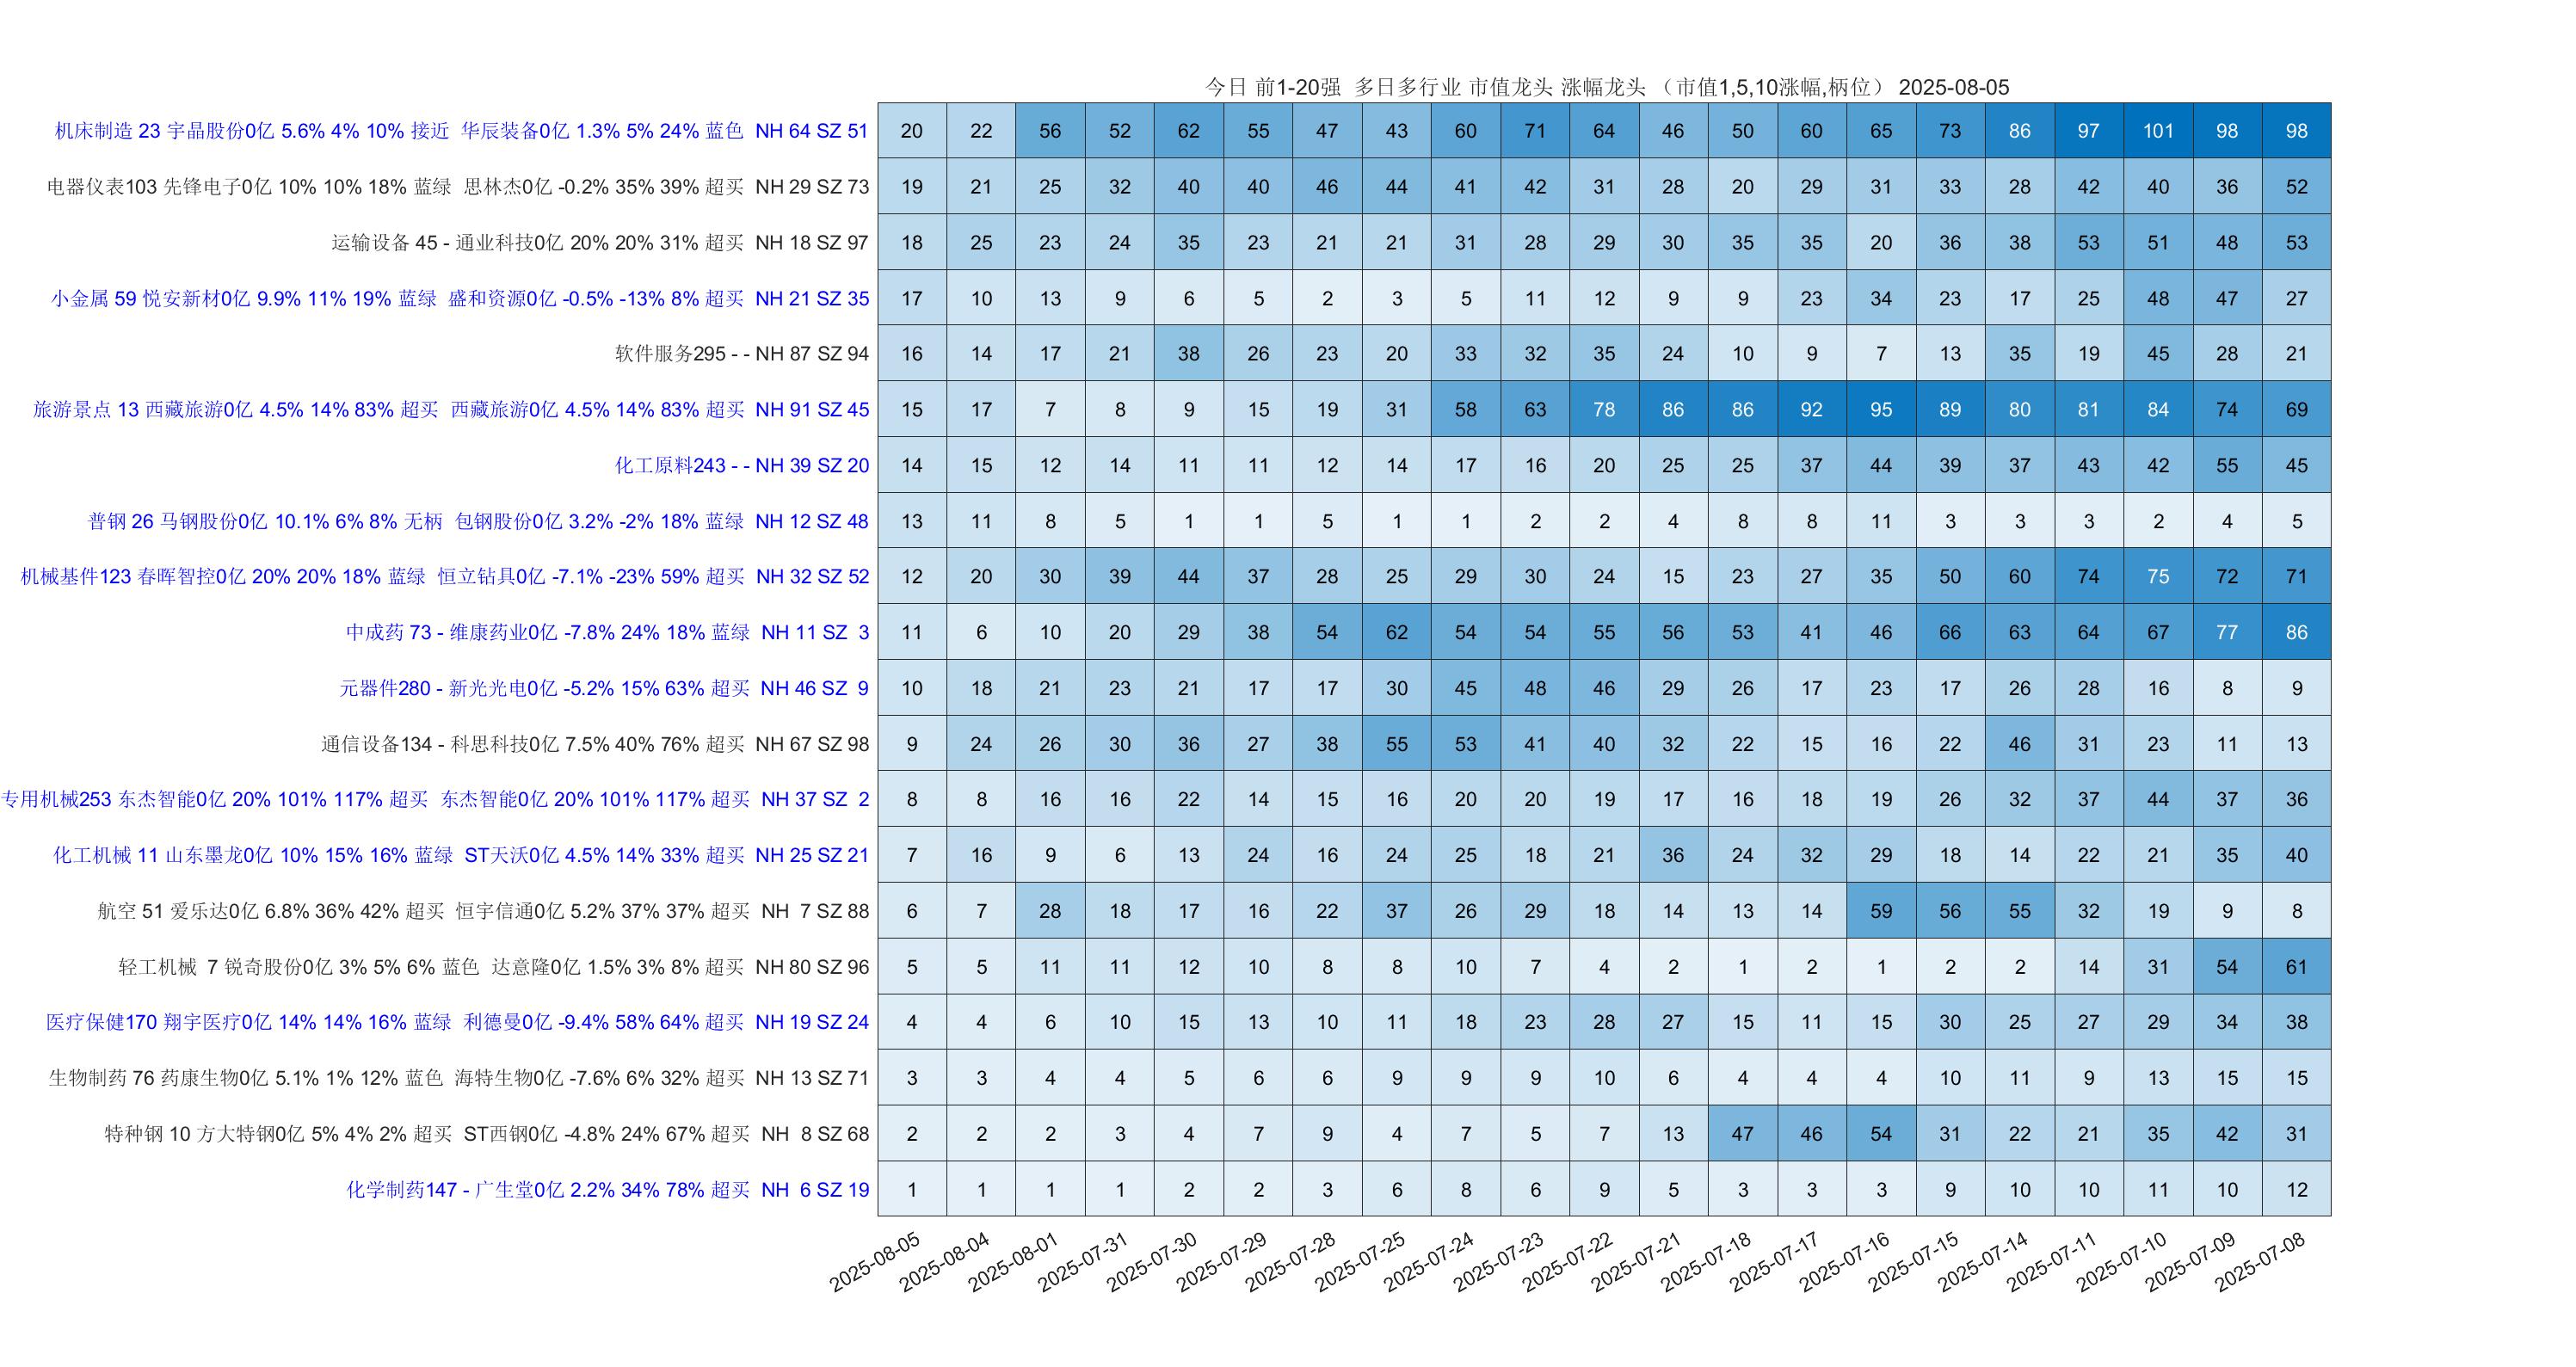 今日 前1-20强 多日多行业 市值龙头 涨幅龙头 （市值1,5,10涨幅,柄位） 2025-08-05
机床制造 23 宇晶股份0亿 5.6% 4% 10% 接近 华辰装备0亿 1.3% 5% 24% 蓝色 NH 64 SZ 51 20 22 56 52 62 55 47 43 60 71 64 46 50 60 65 73 86 97 101 98 98
电器仪表103 先锋电子0亿 10% 10% 18% 蓝绿 思林杰0亿 -0.2% 35% 39% 超买 NH 29 SZ 73 19 21 25 32 40 40 46 44 41 42 31 28 20 29 31 33 28 42 40 36 52
运输设备 45 - 通业科技0亿 20% 20% 31% 超买 NH 18 SZ 97 18 25 23 24 35 23 21 21 31 28 29 30 35 35 20 36 38 53 51 48 53
小金属 59 悦安新材0亿 9.9% 11% 19% 蓝绿 盛和资源0亿 -0.5% -13% 8% 超买 NH 21 SZ 35 17 10 13 9 6 5 2 3 5 11 12 9 9 23 34 23 17 25 48 47 27
软件服务295 - - NH 87 SZ 94 16 14 17 21 38 26 23 20 33 32 35 24 10 9 7 13 35 19 45 28 21
旅游景点 13 西藏旅游0亿 4.5% 14% 83% 超买 西藏旅游0亿 4.5% 14% 83% 超买 NH 91 SZ 45 15 17 7 8 9 15 19 31 58 63 78 86 86 92 95 89 80 81 84 74 69
化工原料243 - - NH 39 SZ 20 14 15 12 14 11 11 12 14 17 16 20 25 25 37 44 39 37 43 42 55 45
普钢 26 马钢股份0亿 10.1% 6% 8% 无柄 包钢股份0亿 3.2% -2% 18% 蓝绿 NH 12 SZ 48 13 11 8 5 1 1 5 1 1 2 2 4 8 8 11 3 3 3 2 4 5
机械基件123 春晖智控0亿 20% 20% 18% 蓝绿 恒立钻具0亿 -7.1% -23% 59% 超买 NH 32 SZ 52 12 20 30 39 44 37 28 25 29 30 24 15 23 27 35 50 60 74 75 72 71
中成药 73 - 维康药业0亿 -7.8% 24% 18% 蓝绿 NH 11 SZ 3 11 6 10 20 29 38 54 62 54 54 55 56 53 41 46 66 63 64 67 77 86
元器件280 - 新光光电0亿 -5.2% 15% 63% 超买 NH 46 SZ 9 10 18 21 23 21 17 17 30 45 48 46 29 26 17 23 17 26 28 16 8 9
通信设备134 - 科思科技0亿 7.5% 40% 76% 超买 NH 67 SZ 98 9 24 26 30 36 27 38 55 53 41 40 32 22 15 16 22 46 31 23 11 13
专用机械253 东杰智能0亿 20% 101% 117% 超买 东杰智能0亿 20% 101% 117% 超买 NH 37 SZ 2 8 8 16 16 22 14 15 16 20 20 19 17 16 18 19 26 32 37 44 37 36
化工机械 11 山东墨龙0亿 10% 15% 16% 蓝绿 ST天沃0亿 4.5% 14% 33% 超买 NH 25 SZ 21 7 16 9 6 13 24 16 24 25 18 21 36 24 32 29 18 14 22 21 35 40
航空 51 爱乐达0亿 6.8% 36% 42% 超买 恒宇信通0亿 5.2% 37% 37% 超买 NH 7 SZ 88 6 7 28 18 17 16 22 37 26 29 18 14 13 14 59 56 55 32 19 9 8
轻工机械 7 锐奇股份0亿 3% 5% 6% 蓝色 达意隆0亿 1.5% 3% 8% 超买 NH 80 SZ 96 5 5 11 11 12 10 8 8 10 7 4 2 1 2 1 2 2 14 31 54 61
医疗保健170 翔宇医疗0亿 14% 14% 16% 蓝绿 利德曼0亿 -9.4% 58% 64% 超买 NH 19 SZ 24 4 4 6 10 15 13 10 11 18 23 28 27 15 11 15 30 25 27 29 34 38
生物制药 76 药康生物0亿 5.1% 1% 12% 蓝色 海特生物0亿 -7.6% 6% 32% 超买 NH 13 SZ 71 3 3 4 4 5 6 6 9 9 9 10 6 4 4 4 10 11 9 13 15 15
特种钢 10 方大特钢0亿 5% 4% 2% 超买 ST西钢0亿 -4.8% 24% 67% 超买 NH 8 SZ 68 2 2 2 3 4 7 9 4 7 5 7 13 47 46 54 31 22 21 35 42 31
化学制药147 - 广生堂0亿 2.2% 34% 78% 超买 NH 6 SZ 19 1 1 1 1 2 2 3 6 8 6 9 5 3 3 3 9 10 10 11 10 12
2025-08-05 2025-08-04 2025-08-01 2025-07-31 2025-07-30 2025-07-29 2025-07-28 2025-07-25 2025-07-24 2025-07-23 2025-07-22 2025-07-21 2025-07-18 2025-07-17 2025-07-16 2025-07-15 2025-07-14 2025-07-11 2025-07-10 2025-07-09 2025-07-08